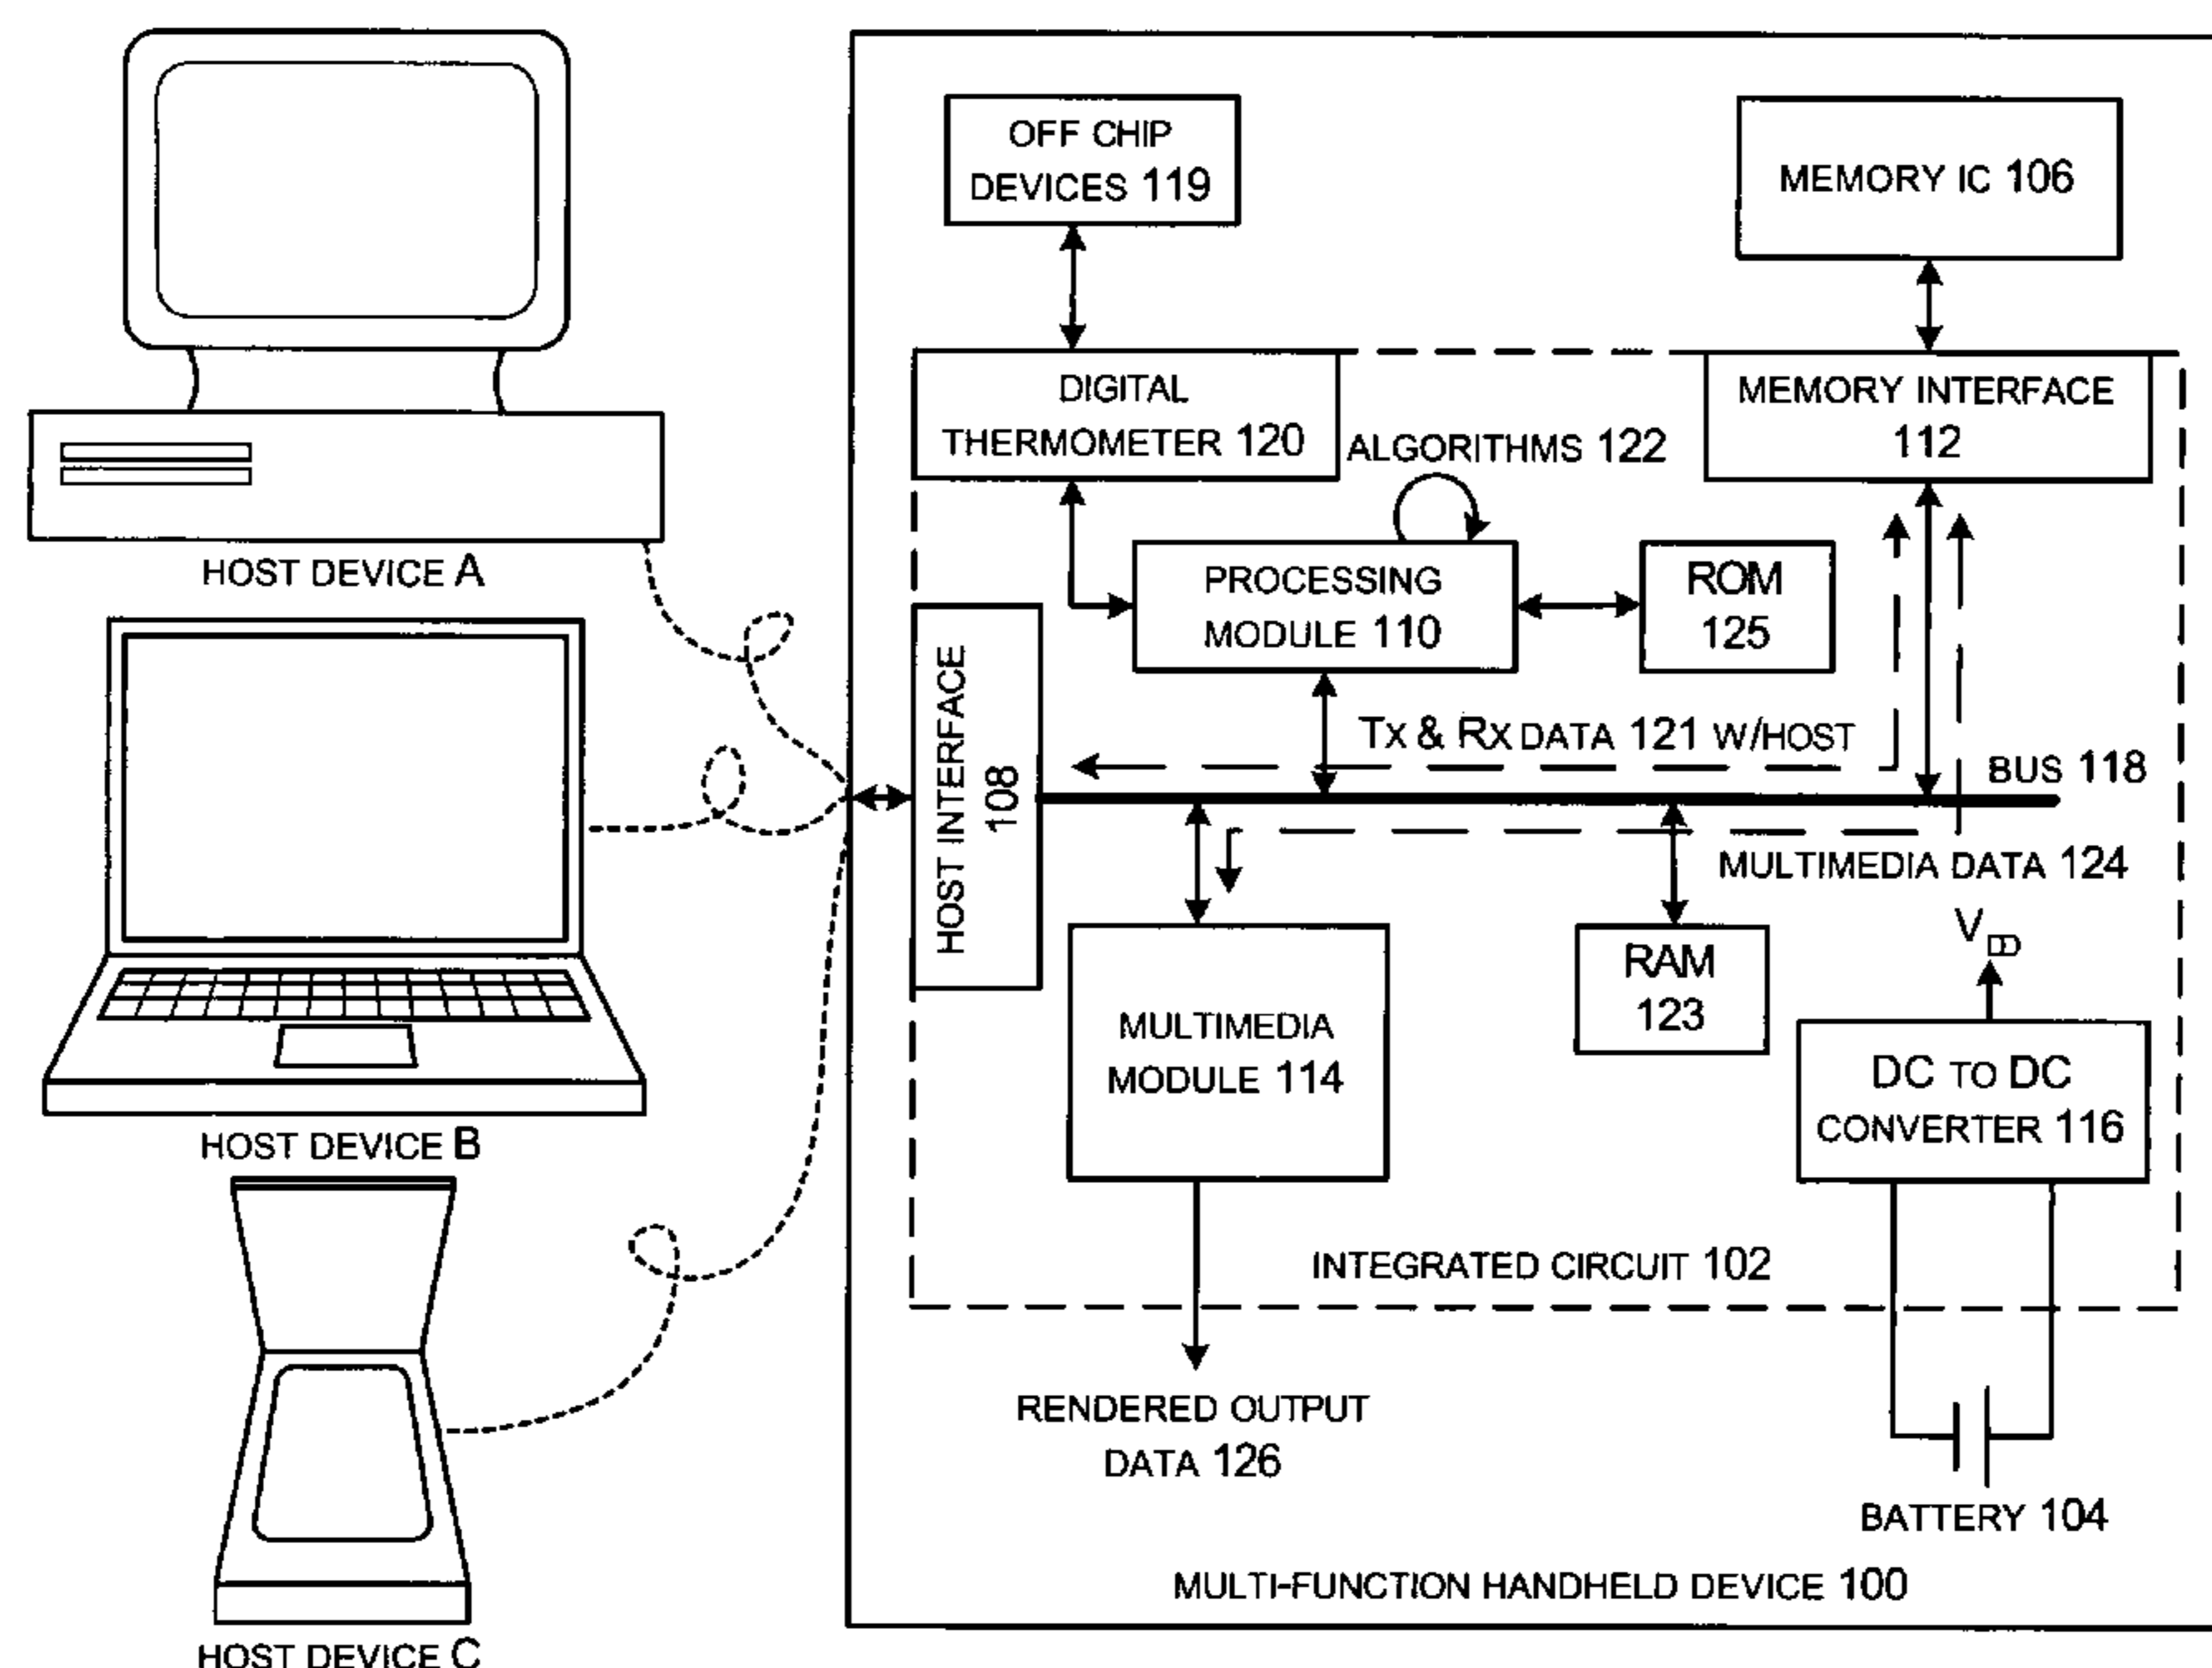 HOST DEVICE A
HOST DEVICE B
HOST DEVICE C
OFF CHIP
DEVICES 119
MEMORY IC 106
DIGITAL
THERMOMETER 120
ALGORITHMS 122
MEMORY INTERFACE
112
PROCESSING
MODULE 110
ROM
125
HOST INTERFACE
108
TX & RX DATA 121 W/HOST
BUS 118
MULTIMEDIA DATA 124
MULTIMEDIA
MODULE 114
RAM
123
VDD
DC TO DC
CONVERTER 116
INTEGRATED CIRCUIT 102
RENDERED OUTPUT
DATA 126
BATTERY 104
MULTI-FUNCTION HANDHELD DEVICE 100